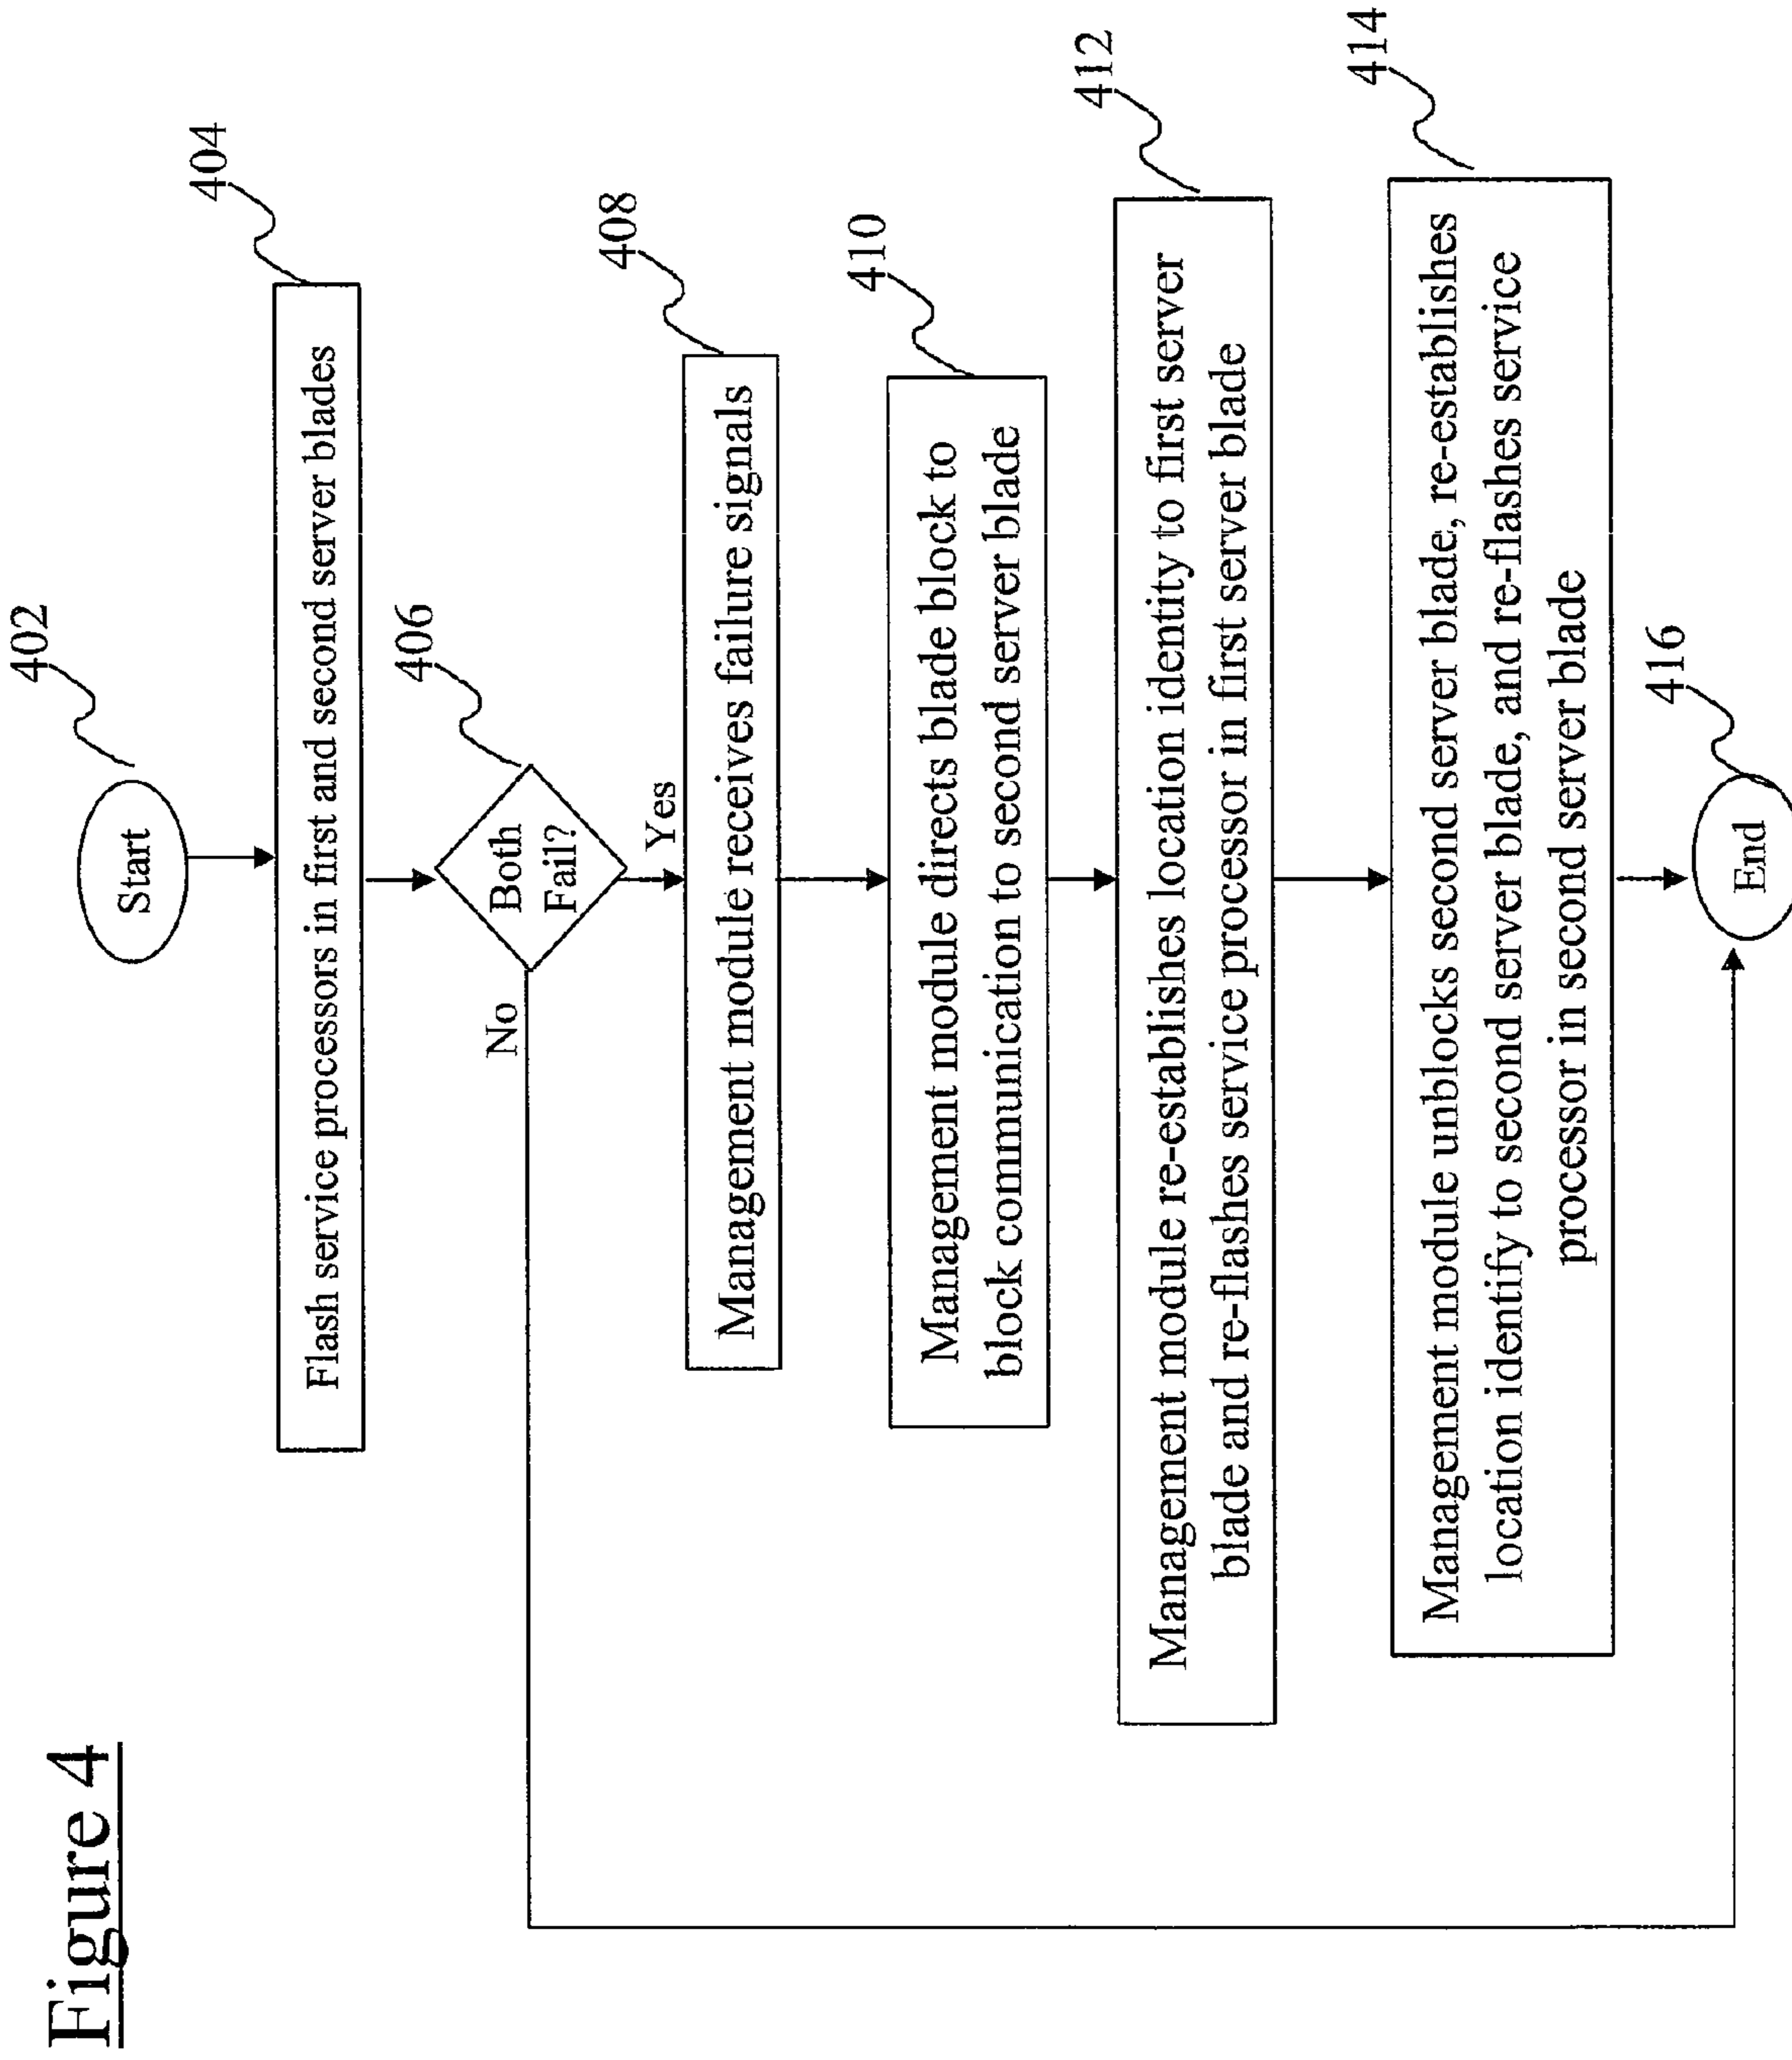 Figure 4
402
Start
404
Flash service processors in first and second server blades
406
Both
Fail?
No
Yes
408
Management module receives failure signals
410
Management module directs blade block to
block communication to second server blade
412
Management module re-establishes location identity to first server
blade and re-flashes service processor in first server blade
414
Management module unblocks second server blade, re-establishes
location identify to second server blade, and re-flashes service
processor in second server blade
416
End